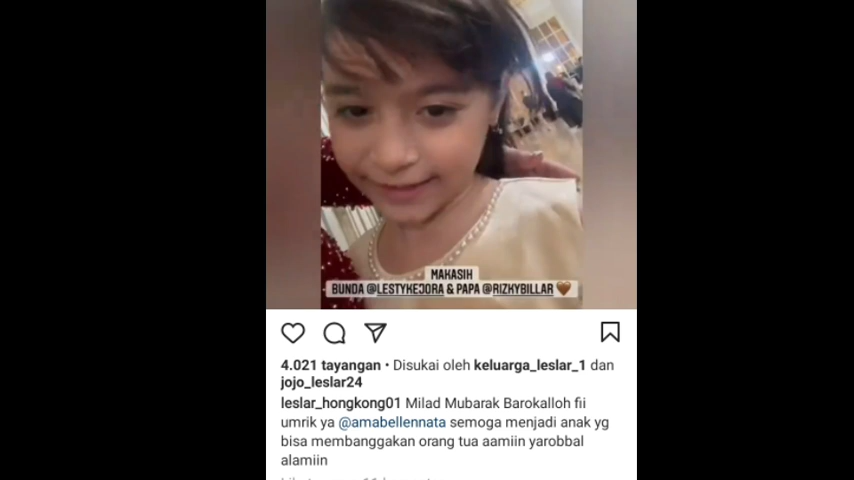 MAKASIH
BUNDA @LESTYKEJORA & PAPA @RIZKYBILLAR 🤎
4.021 tayangan • Disukai oleh keluarga_leslar_1 dan
jojo_leslar24
leslar_hongkong01 Milad Mubarak Barokalloh fii
umrik ya @amabellennata semoga menjadi anak yg
bisa membanggakan orang tua aamiin yarobbal
alamiin